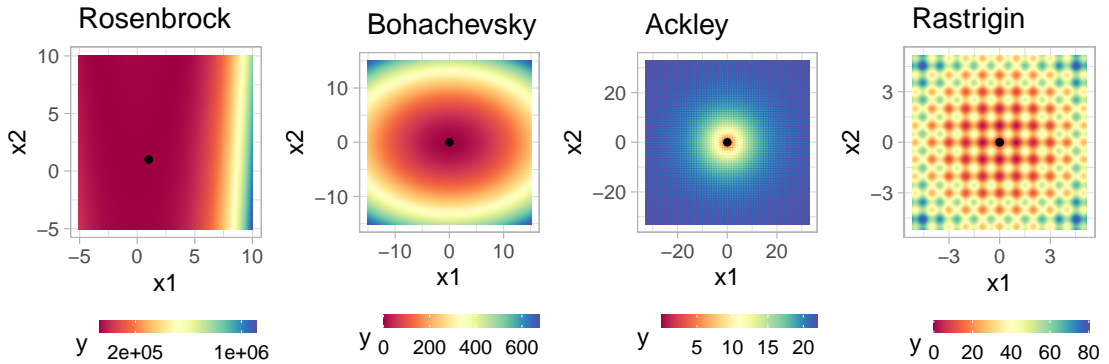 Rosenbrock
10
5
0
−5
x2
−5 0 5 10
x1
y
2e+05 1e+06
Bohachevsky
10
0
−10
x2
−10 0 10
x1
y
0 200 400 600
Ackley
20
0
−20
x2
−20 0 20
x1
y
5 10 15 20
Rastrigin
3
0
−3
x2
−3 0 3
x1
y
0 20 40 60 80